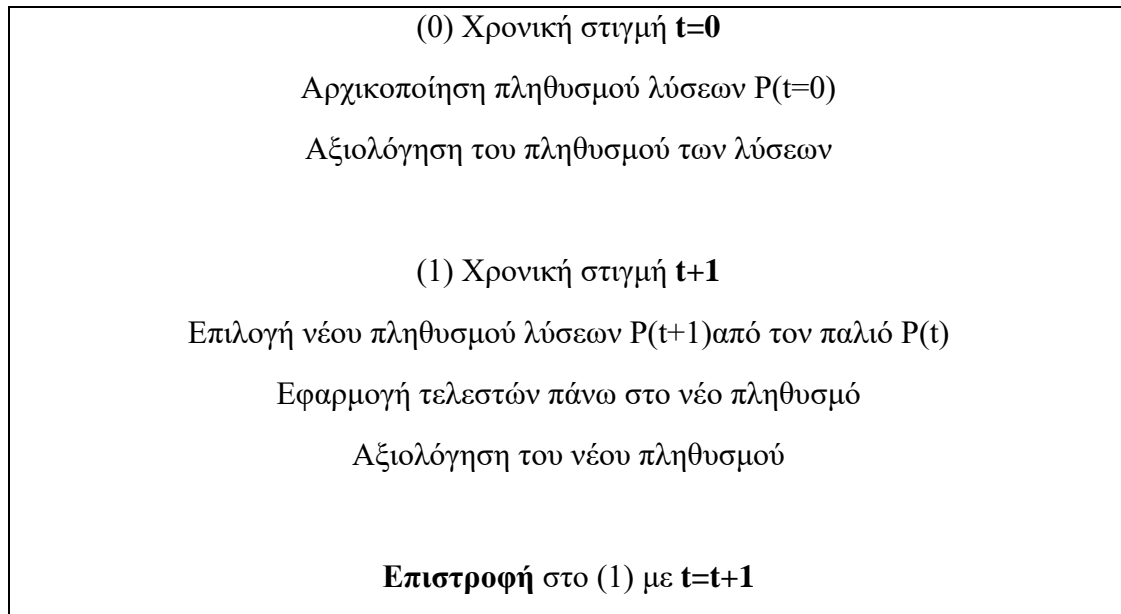 (0) Χρονική στιγμή t=0
Αρχικοποίηση πληθυσμού λύσεων P(t=0)
Αξιολόγηση του πληθυσμού των λύσεων
(1) Χρονική στιγμή t+1
Επιλογή νέου πληθυσμού λύσεων P(t+1)από τον παλιό P(t)
Εφαρμογή τελεστών πάνω στο νέο πληθυσμό
Αξιολόγηση του νέου πληθυσμού
Επιστροφή στο (1) με t=t+1